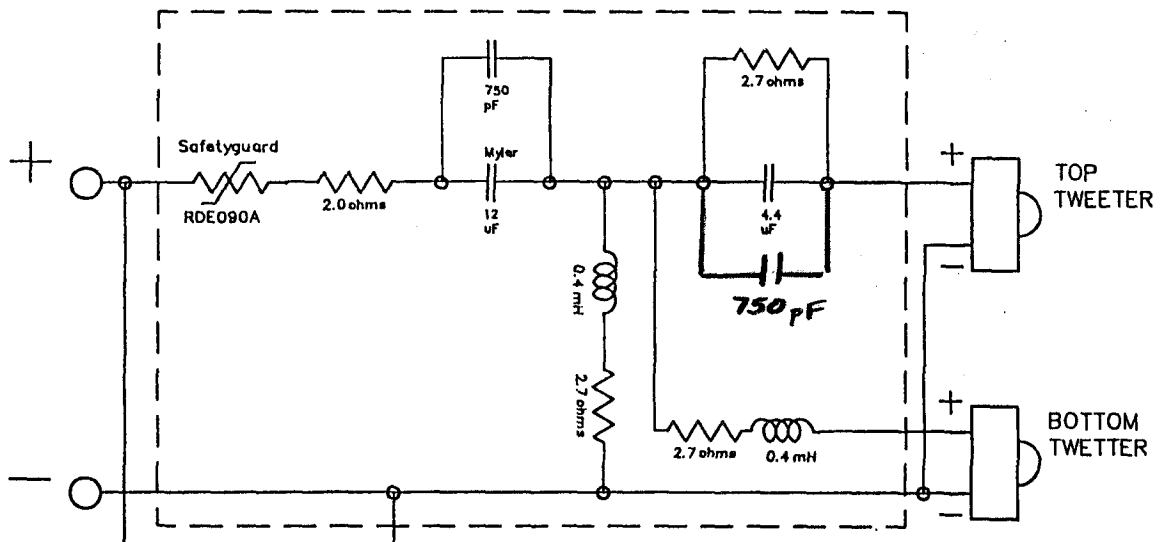 2.7 ohms
750
pF
Safetyguard
RDE090A
2.0 ohms
Myler
12
uF
4.4
uF
750 pF
+
+
TOP
TWEETER
−
0.4 mH
2.7 ohms
2.7 ohms
0.4 mH
+
BOTTOM
TWETTER
−
−